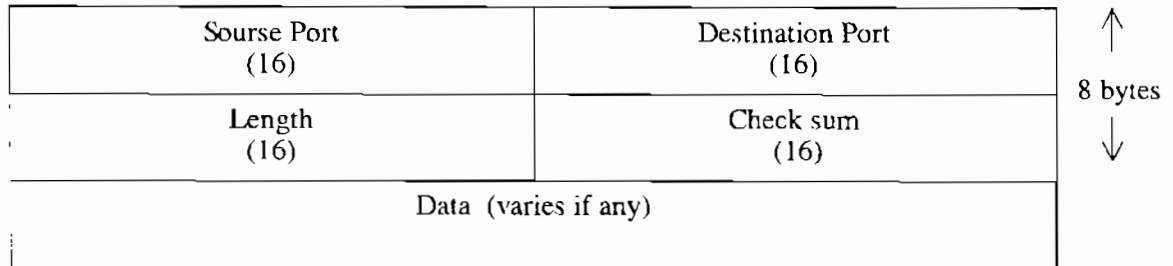 Sourse Port
(16)
Destination Port
(16)
8 bytes
Length
(16)
Check sum
(16)
Data (varies if any)